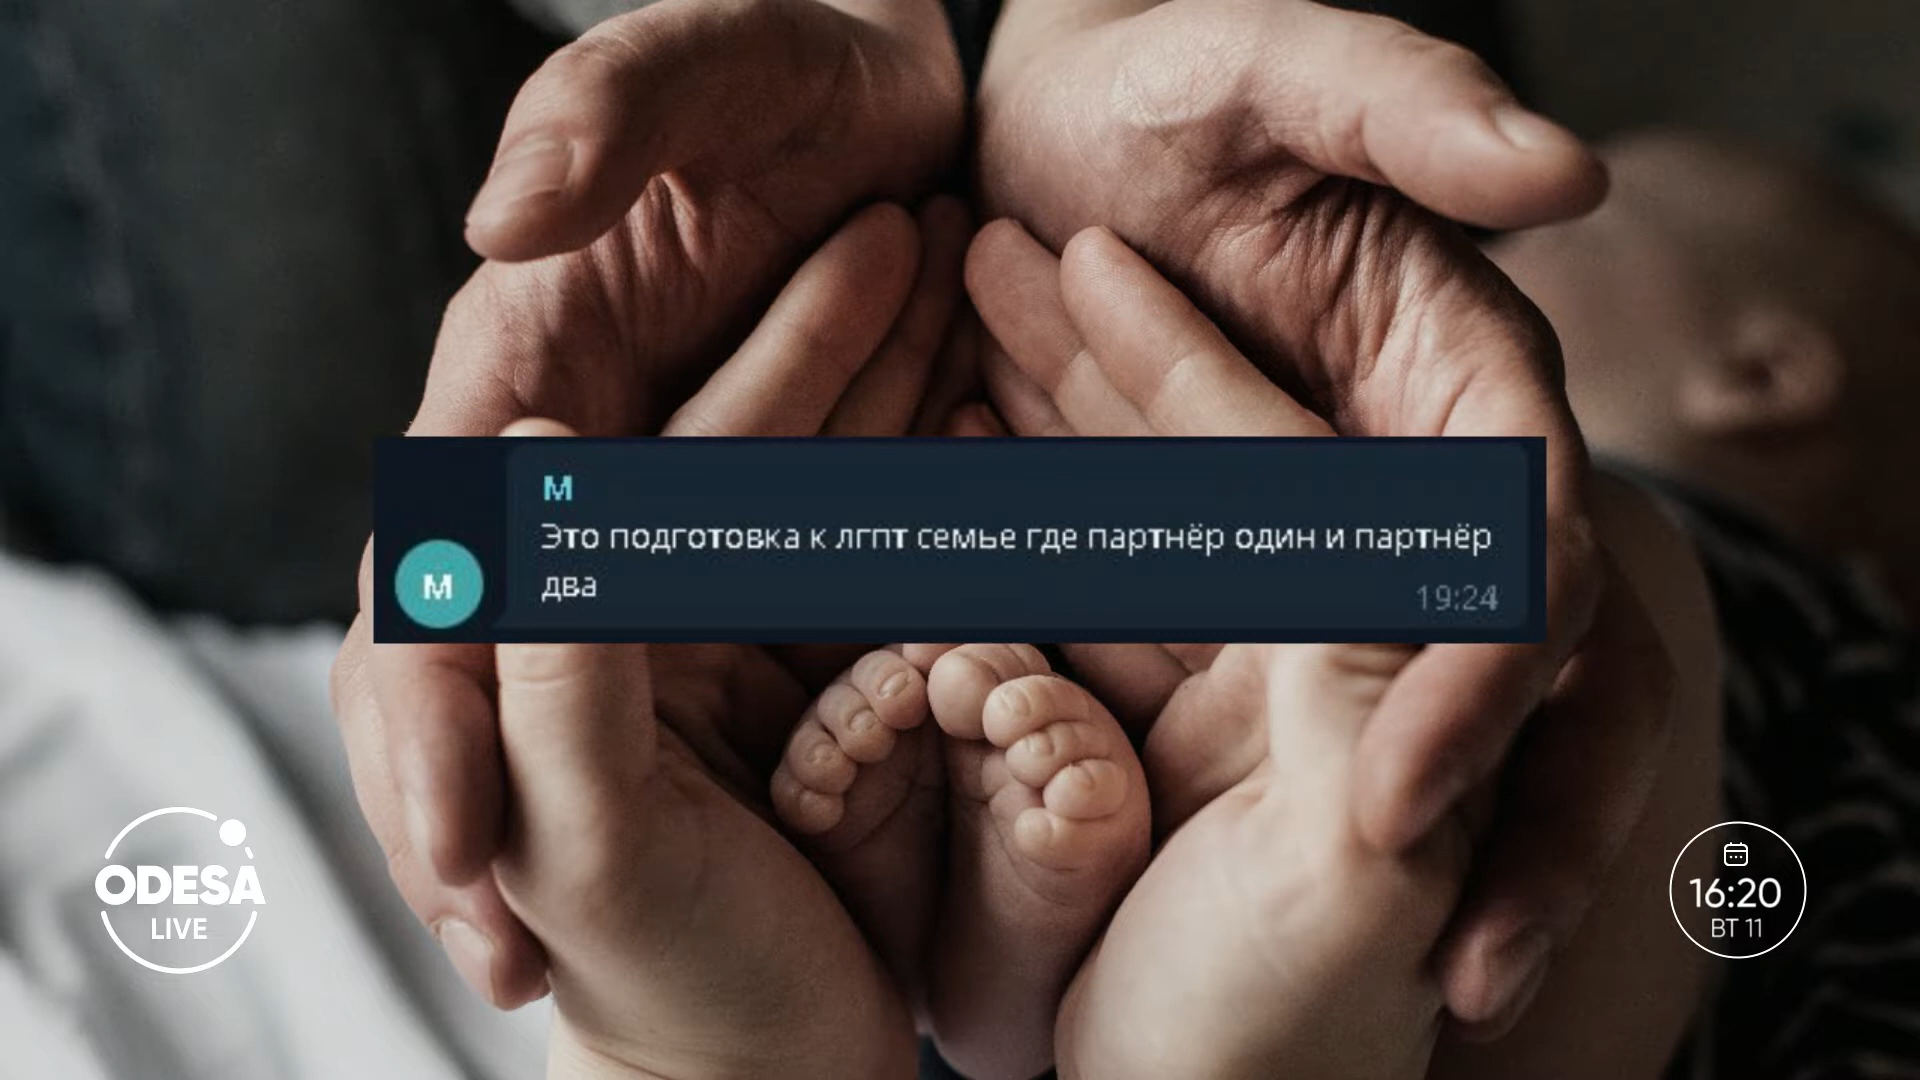 М
Это подготовка к лгпт семье где партнёр один и партнёр
два
19:24
М
ODESA
LIVE
16:20
ВТ 11